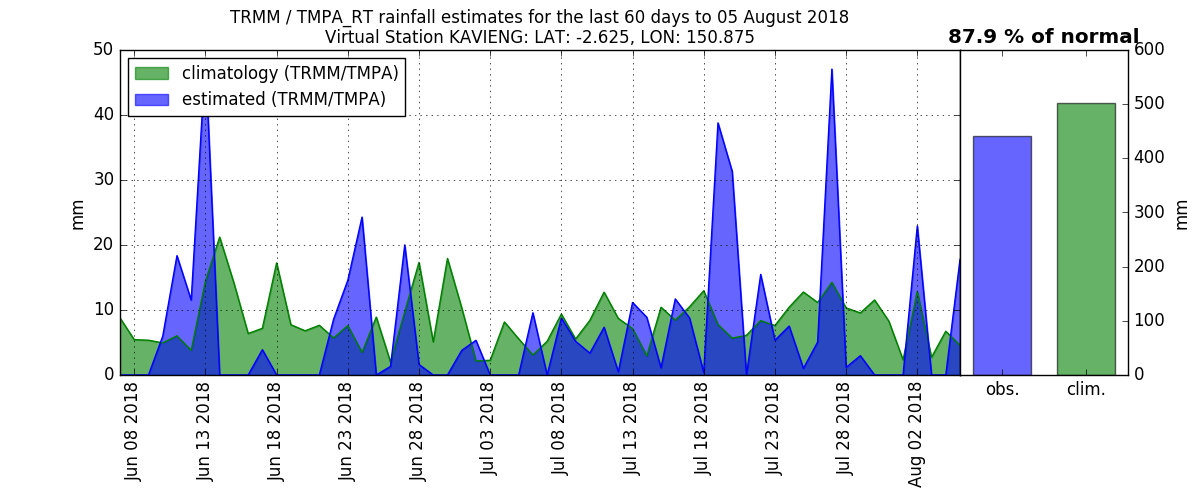 TRMM / TMPA_RT rainfall estimates for the last 60 days to 05 August 2018
Virtual Station KAVIENG: LAT: -2.625, LON: 150.875
87.9 % of normal
climatology (TRMM/TMPA)
estimated (TRMM/TMPA)
50
40
30
20
10
0
mm
Jun 08 2018
Jun 13 2018
Jun 18 2018
Jun 23 2018
Jun 28 2018
Jul 03 2018
Jul 08 2018
Jul 13 2018
Jul 18 2018
Jul 23 2018
Jul 28 2018
Aug 02 2018
obs.
clim.
600
500
400
300
200
100
0
mm